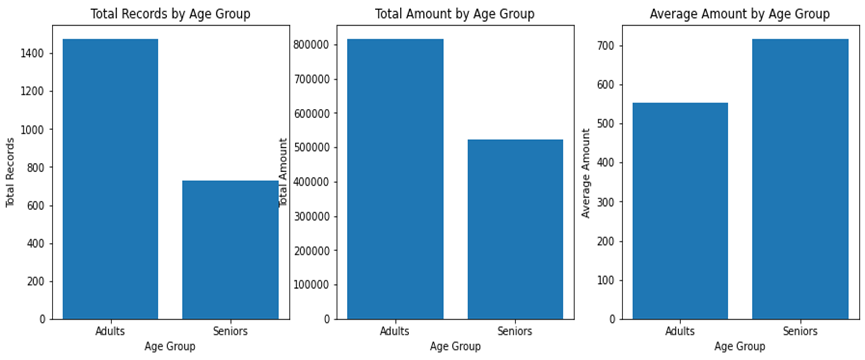 Total Records by Age Group
Total Records
1400
1200
1000
800
600
400
200
0
Adults
Seniors
Age Group
Total Amount by Age Group
Total Amount
800000
700000
600000
500000
400000
300000
200000
100000
0
Adults
Seniors
Age Group
Average Amount by Age Group
Average Amount
700
600
500
400
300
200
100
0
Adults
Seniors
Age Group